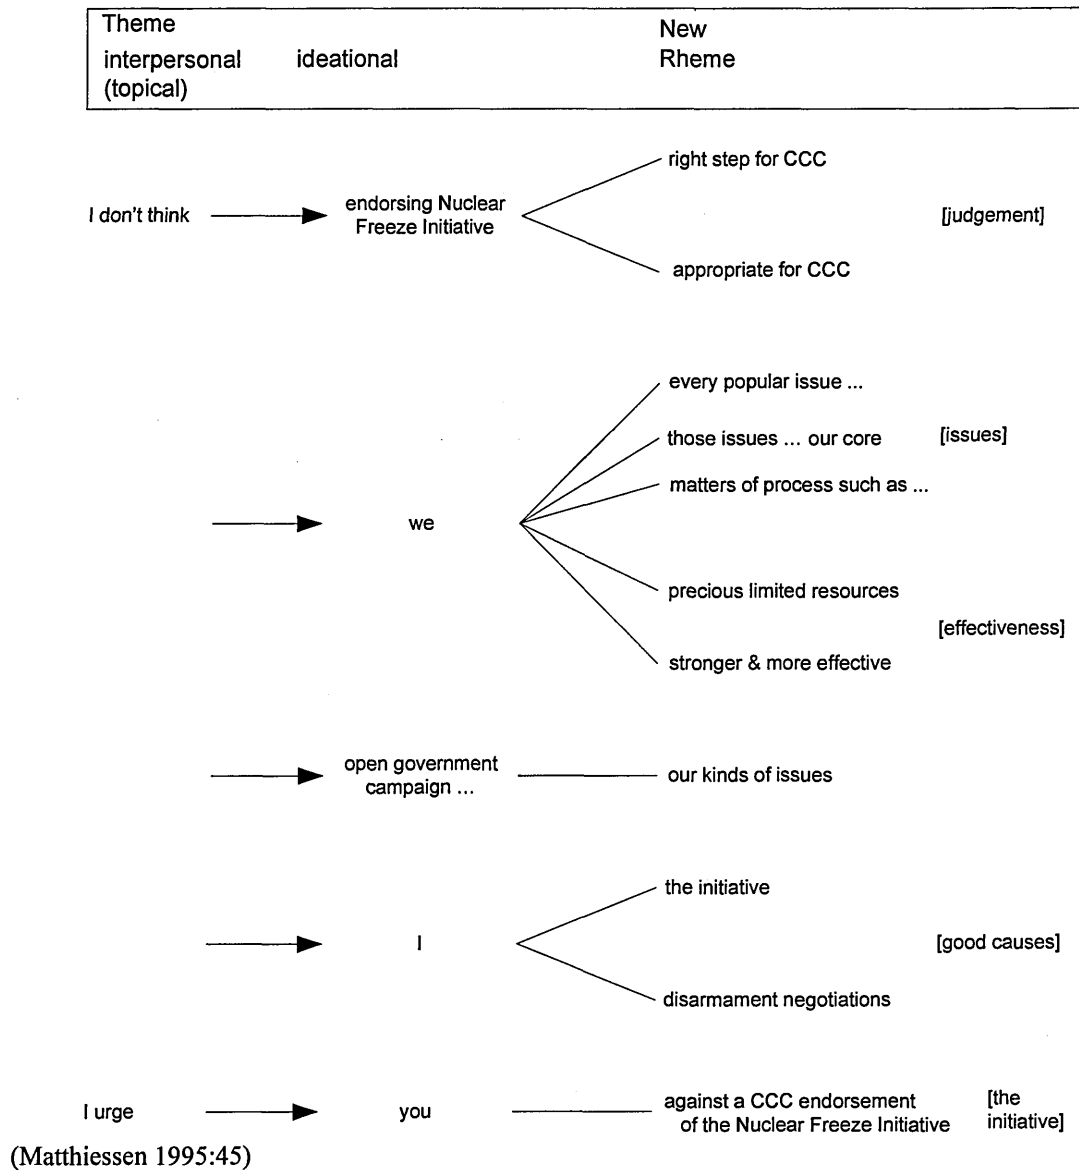 Theme
New
interpersonal ideational Rheme
(topical)
right step for CCC
I don't think endorsing Nuclear [judgement]
Freeze Initiative
appropriate for CCC
every popular issue ...
those issues ... our core [issues]
matters of process such as ...
we
precious limited resources
[effectiveness]
stronger & more effective
open government our kinds of issues
campaign ...
the initiative
I [good causes]
disarmament negotiations
I urge you against a CCC endorsement [the
of the Nuclear Freeze Initiative initiative]
(Matthiessen 1995:45)